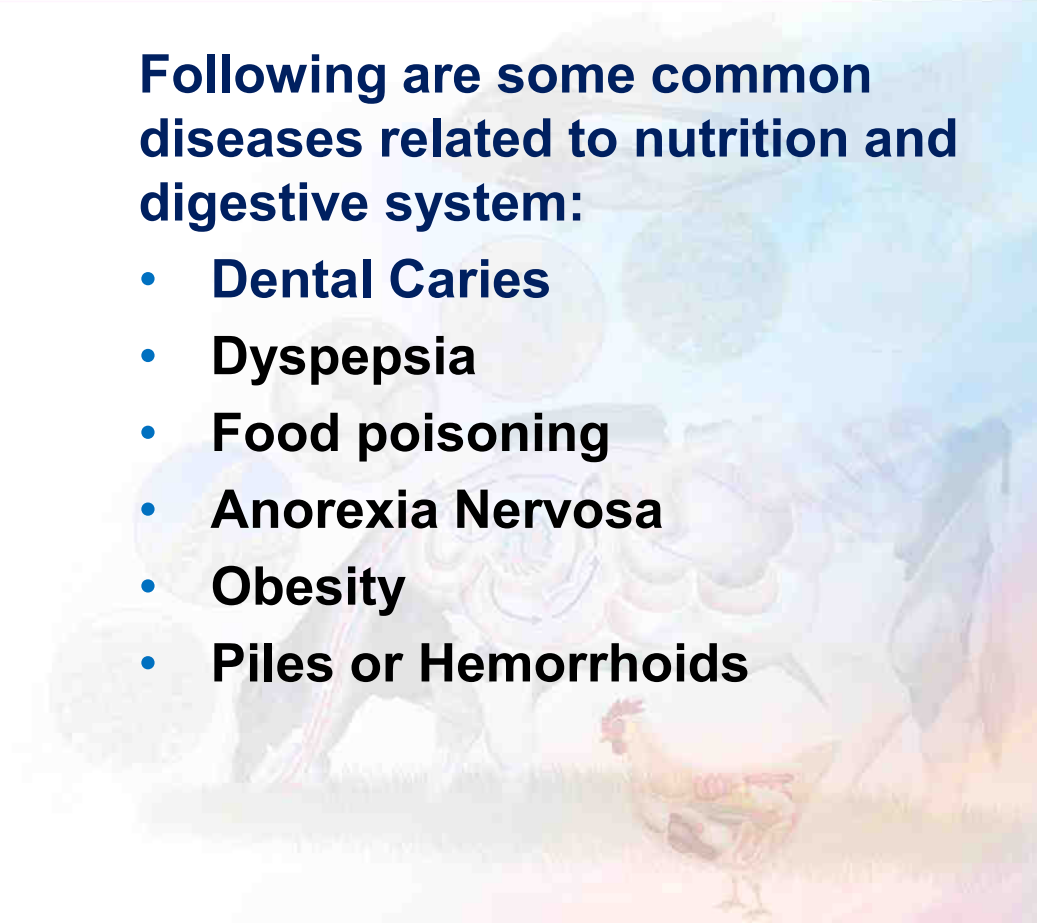 Following are some common
diseases related to nutrition and
digestive system:
• Dental Caries
• Dyspepsia
• Food poisoning
• Anorexia Nervosa
• Obesity
• Piles or Hemorrhoids